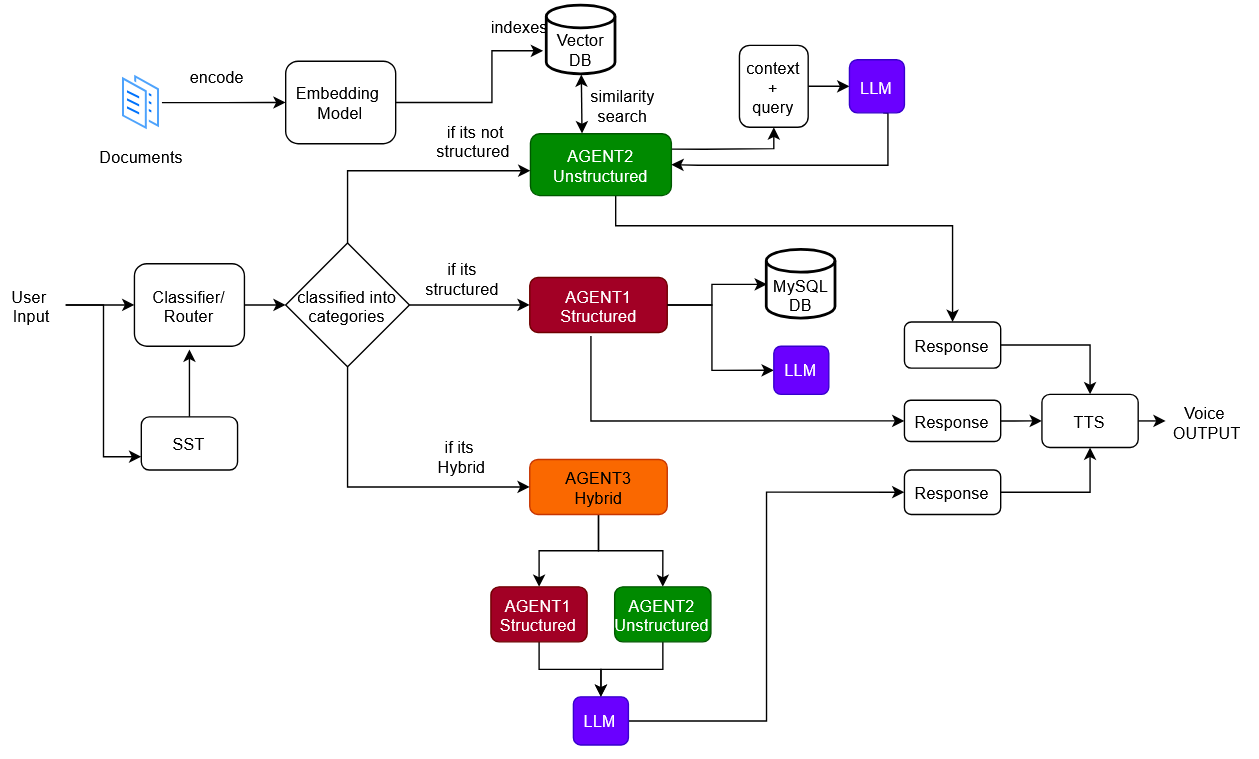 indexes
Vector
DB
encode
Embedding
Model
Documents
similarity
search
context
+
query
LLM
if its not
structured
AGENT2
Unstructured
User
Input
Classifier/
Router
classified into
categories
if its
structured
AGENT1
Structured
MySQL
DB
LLM
SST
Response
Response
Response
TTS
Voice
OUTPUT
if its
Hybrid
AGENT3
Hybrid
AGENT1
Structured
AGENT2
Unstructured
LLM